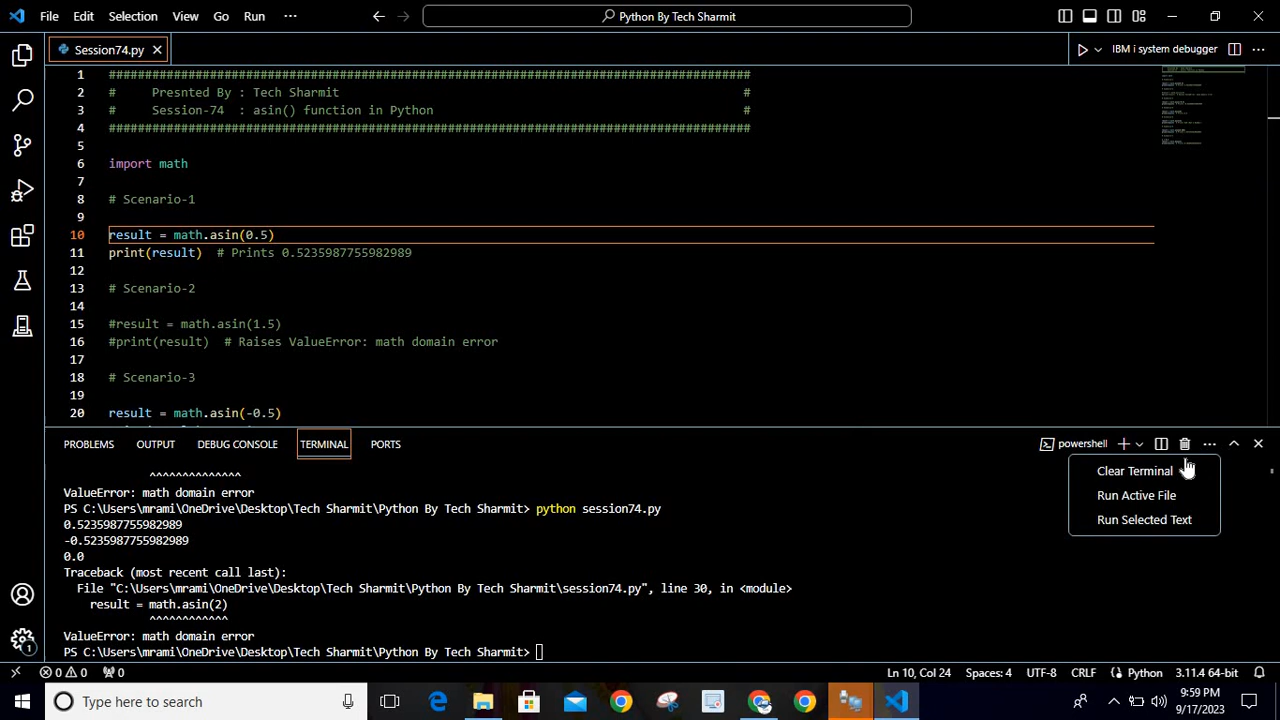 File Edit Selection View Go Run ··· Python By Tech Sharmit
Session74.py IBM i system debugger
1 #########################################################################################
2 # Presnted By : Tech Sharmit #
3 # Session-74 : asin() function in Python #
4 #########################################################################################
5
6 import math
7
8 # Scenario-1
9
10 result = math.asin(0.5)
11 print(result) # Prints 0.5235987755982989
12
13 # Scenario-2
14
15 #result = math.asin(1.5)
16 #print(result) # Raises ValueError: math domain error
17
18 # Scenario-3
19
20 result = math.asin(-0.5)
PROBLEMS OUTPUT DEBUG CONSOLE TERMINAL PORTS powershell
Clear Terminal
Run Active File
Run Selected Text
^^^^^^^^^^^^^^
ValueError: math domain error
PS C:\Users\mrami\OneDrive\Desktop\Tech Sharmit\Python By Tech Sharmit> python session74.py
0.5235987755982989
-0.5235987755982989
0.0
Traceback (most recent call last):
File "C:\Users\mrami\OneDrive\Desktop\Tech Sharmit\Python By Tech Sharmit\session74.py", line 30, in <module>
result = math.asin(2)
^^^^^^^^^^^^
ValueError: math domain error
PS C:\Users\mrami\OneDrive\Desktop\Tech Sharmit\Python By Tech Sharmit>
0 0 0 Ln 10, Col 24 Spaces: 4 UTF-8 CRLF Python 3.11.4 64-bit
Type here to search
9:59 PM
9/17/2023